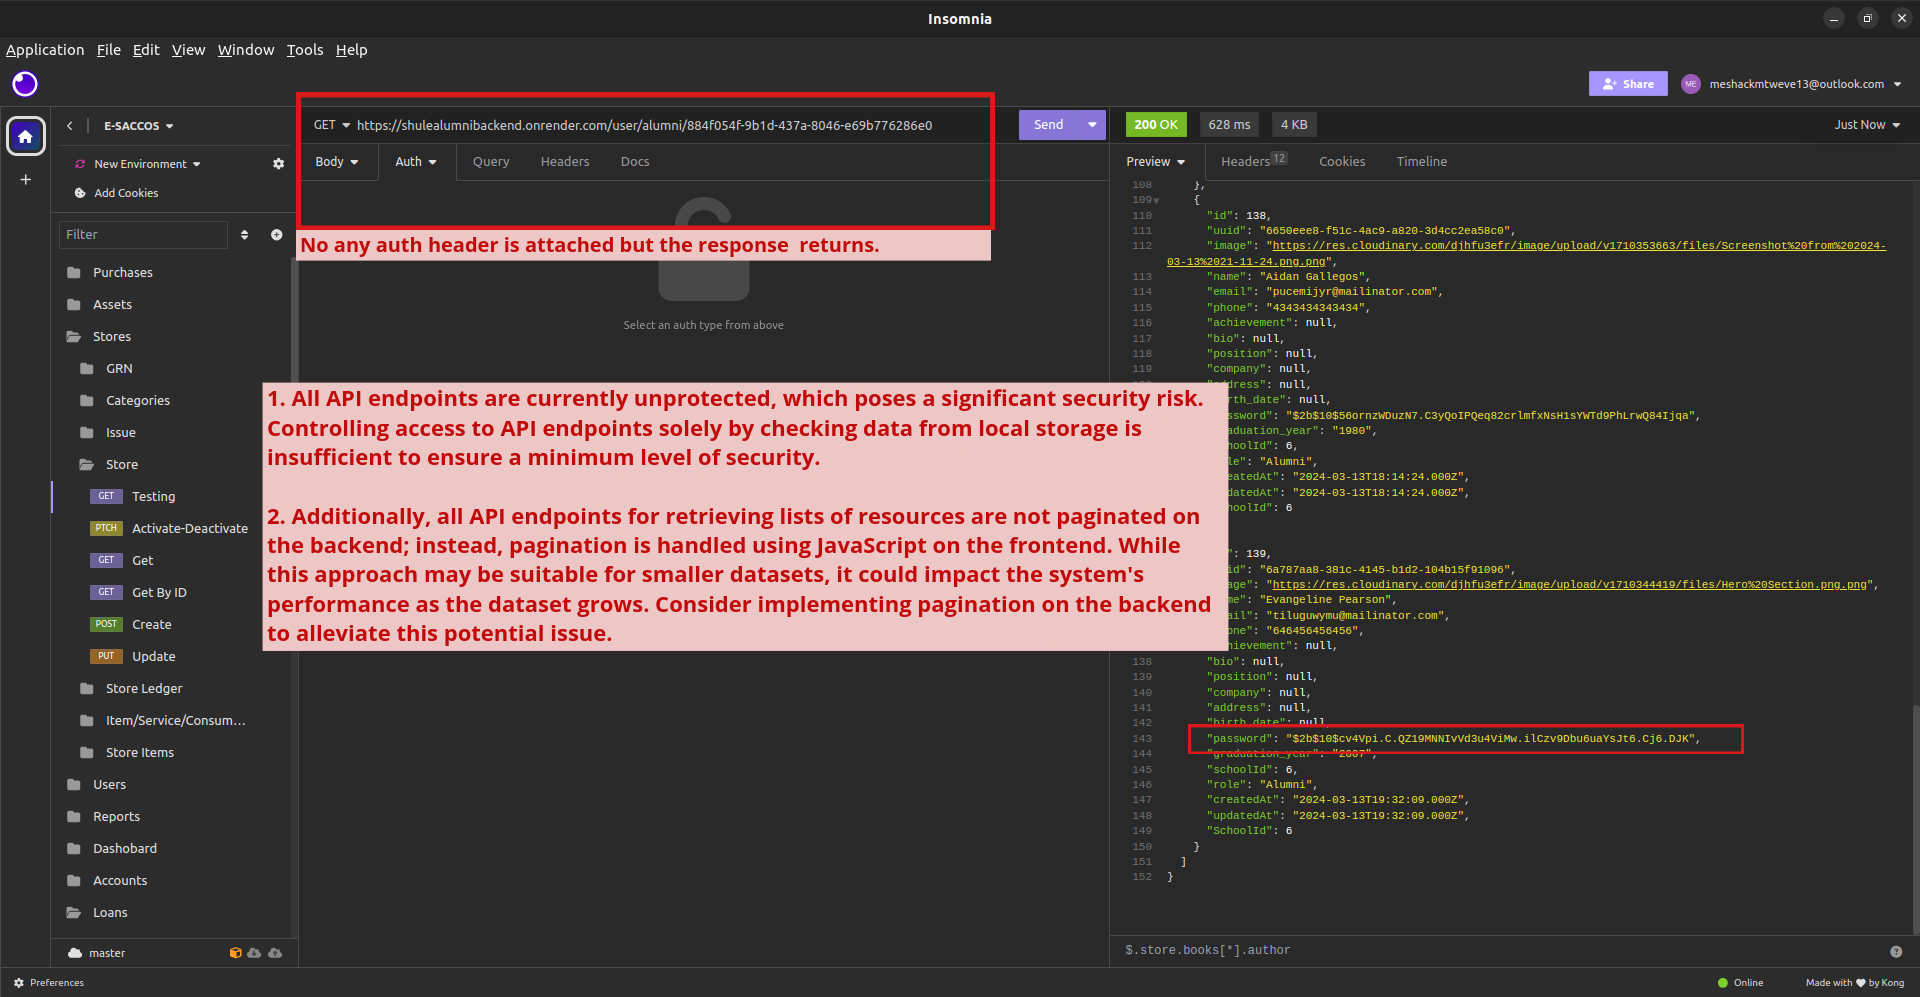 Insomnia
Application File Edit View Window Tools Help
Share
ME
meshackmtweve13@outlook.com
E-SACCOS
New Environment
Add Cookies
Filter
Purchases
Assets
Stores
GRN
Categories
Issue
Store
GET Testing
PTCH Activate-Deactivate
GET Get
GET Get By ID
POST Create
PUT Update
Store Ledger
Item/Service/Consum...
Store Items
Users
Reports
Dashobard
Accounts
Loans
master
Preferences
GET https://shulealumnibackend.onrender.com/user/alumni/884f054f-9b1d-437a-8046-e69b776286e0
Send
Body Auth Query Headers Docs
No any auth header is attached but the response  returns.
Select an auth type from above
1. All API endpoints are currently unprotected, which poses a significant security risk.
Controlling access to API endpoints solely by checking data from local storage is
insufficient to ensure a minimum level of security.
2. Additionally, all API endpoints for retrieving lists of resources are not paginated on
the backend; instead, pagination is handled using JavaScript on the frontend. While
this approach may be suitable for smaller datasets, it could impact the system's
performance as the dataset grows. Consider implementing pagination on the backend
to alleviate this potential issue.
200 OK 628 ms 4 KB
Just Now
Preview Headers 12 Cookies Timeline
108 },
109 {
110 "id": 138,
111 "uuid": "6650eee8-f51c-4ac9-a820-3d4cc2ea58c0",
112 "image": "https://res.cloudinary.com/djhfu3efr/image/upload/v1710353663/files/Screenshot%20from%202024-
03-13%2021-11-24.png.png",
113 "name": "Aidan Gallegos",
114 "email": "pucemijyr@mailinator.com",
115 "phone": "4343434343434",
116 "achievement": null,
117 "bio": null,
118 "position": null,
119 "company": null,
dress": null,
rth_date": null,
ssword": "$2b$10$56ornzWDuzN7.C3yQoIPQeq82crlmfxNsH1sYWTd9PhLrwQ84Ijqa",
aduation_year": "1980",
hoolId": 6,
le": "Alumni",
eatedAt": "2024-03-13T18:14:24.000Z",
datedAt": "2024-03-13T18:14:24.000Z",
hoolId": 6
": 139,
id": "6a787aa8-381c-4145-b1d2-104b15f91096",
age": "https://res.cloudinary.com/djhfu3efr/image/upload/v1710344419/files/Hero%20Section.png.png",
me": "Evangeline Pearson",
ail": "tiluguwymu@mailinator.com",
one": "646456456456",
hievement": null,
138 "bio": null,
139 "position": null,
140 "company": null,
141 "address": null,
142 "birth_date": null,
143 "password": "$2b$10$cv4Vpi.C.QZ19MNNIvVd3u4ViMw.ilCzv9Dbu6uaYsJt6.Cj6.DJK",
144 "graduation_year": "2007",
145 "schoolId": 6,
146 "role": "Alumni",
147 "createdAt": "2024-03-13T19:32:09.000Z",
148 "updatedAt": "2024-03-13T19:32:09.000Z",
149 "SchoolId": 6
150 }
151 ]
152 }
$.store.books[*].author
Online
Made with by Kong